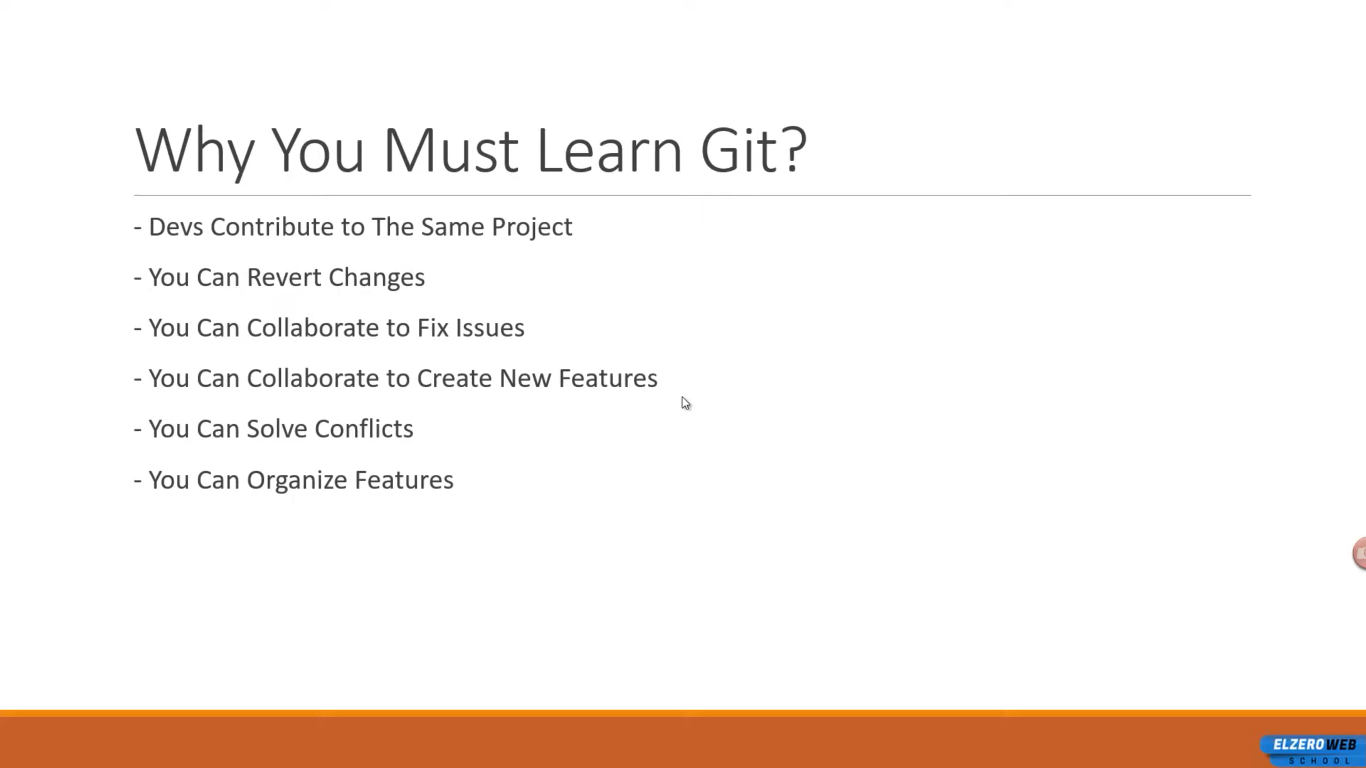 Why You Must Learn Git?
- Devs Contribute to The Same Project
- You Can Revert Changes
- You Can Collaborate to Fix Issues
- You Can Collaborate to Create New Features
- You Can Solve Conflicts
- You Can Organize Features
ELZERO WEB
SCHOOL